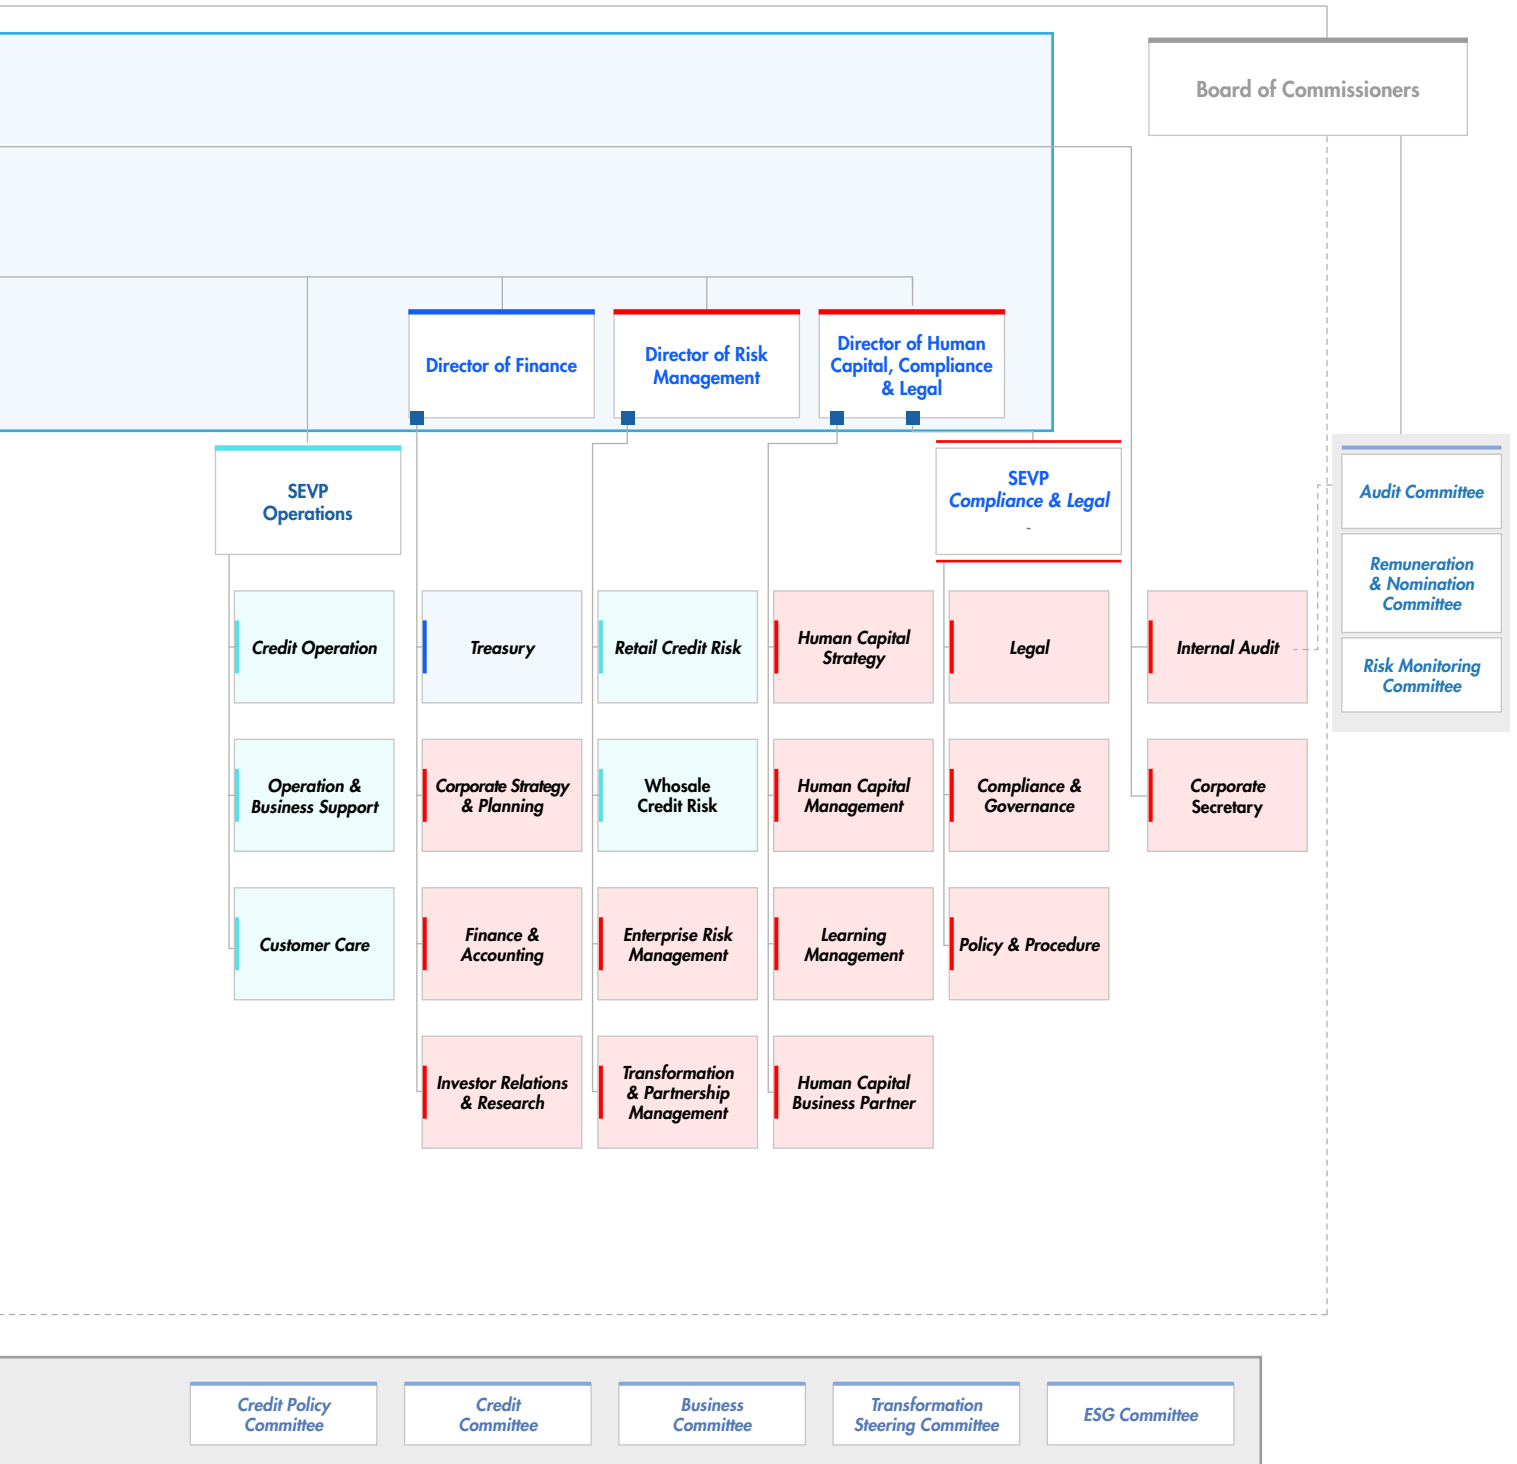 Board of Commissioners
Director of Finance
Director of Risk
Management
Director of Human
Capital, Compliance
& Legal
SEVP
Operations
SEVP
Compliance & Legal
-
Audit Committee
Remuneration
& Nomination
Committee
Risk Monitoring
Committee
Credit Operation
Treasury
Retail Credit Risk
Human Capital
Strategy
Legal
Internal Audit
Operation &
Business Support
Corporate Strategy
& Planning
Whosale
Credit Risk
Human Capital
Management
Compliance &
Governance
Corporate
Secretary
Customer Care
Finance &
Accounting
Enterprise Risk
Management
Learning
Management
Policy & Procedure
Investor Relations
& Research
Transformation
& Partnership
Management
Human Capital
Business Partner
Credit Policy
Committee
Credit
Committee
Business
Committee
Transformation
Steering Committee
ESG Committee